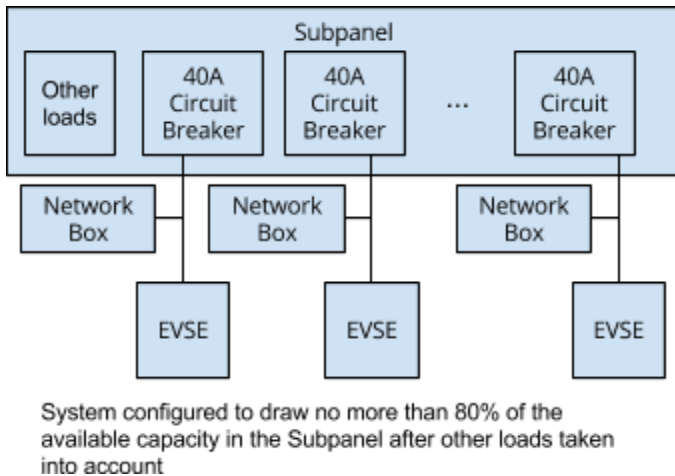 Subpanel
Other
loads
40A
Circuit
Breaker
40A
Circuit
Breaker
...
40A
Circuit
Breaker
Network
Box
Network
Box
Network
Box
EVSE
EVSE
EVSE
System configured to draw no more than 80% of the
available capacity in the Subpanel after other loads taken
into account